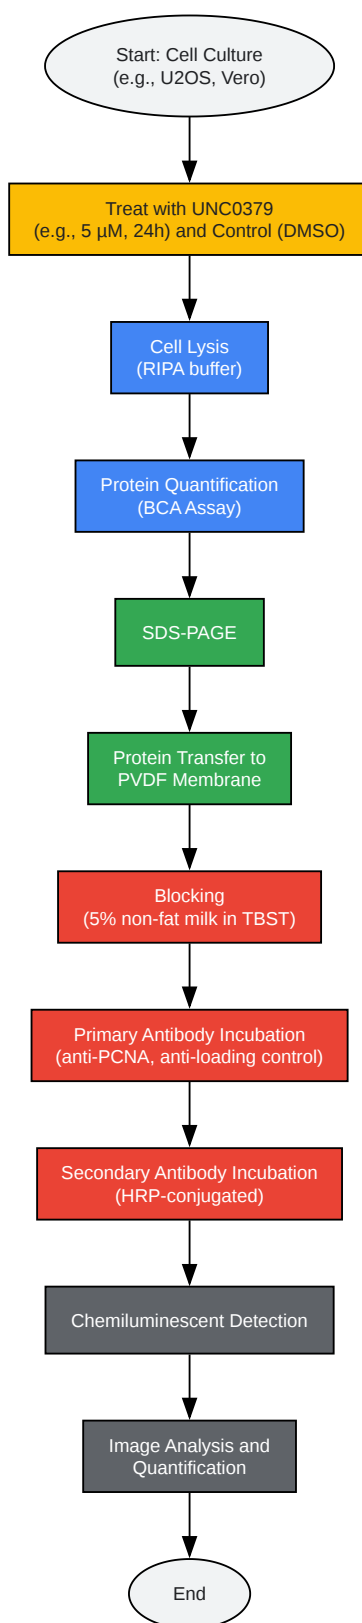 Start: Cell Culture
(e.g., U2OS, Vero)
Treat with UNC0379
(e.g., 5 µM, 24h) and Control (DMSO)
Cell Lysis
(RIPA buffer)
Protein Quantification
(BCA Assay)
SDS-PAGE
Protein Transfer to
PVDF Membrane
Blocking
(5% non-fat milk in TBST)
Primary Antibody Incubation
(anti-PCNA, anti-loading control)
Secondary Antibody Incubation
(HRP-conjugated)
Chemiluminescent Detection
Image Analysis and
Quantification
End